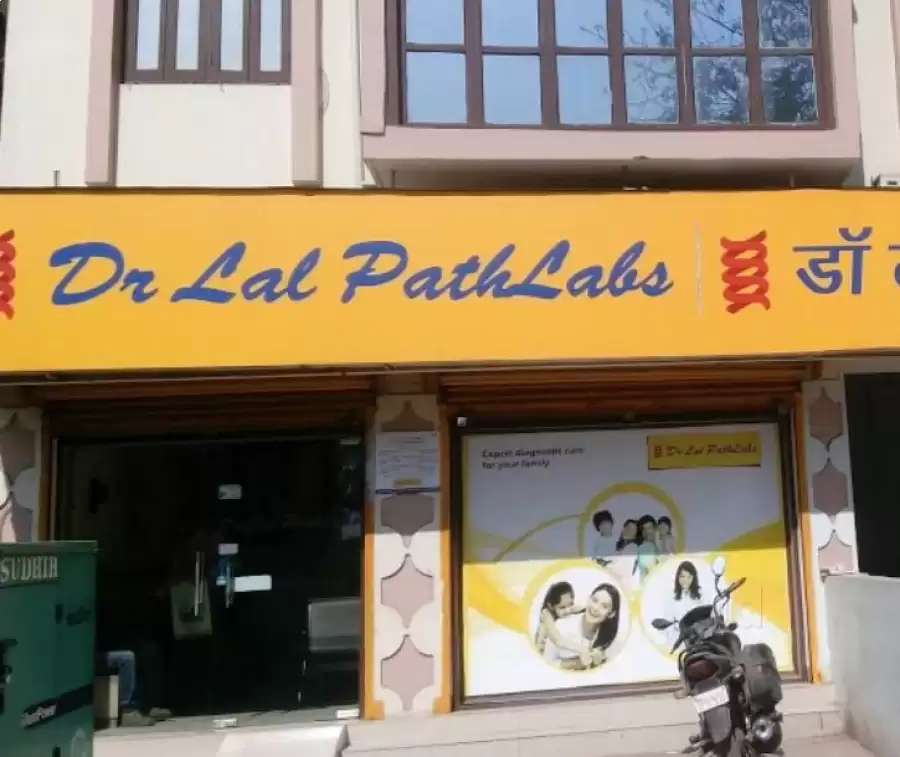 Dr Lal PathLabs
डॉ
Expert diagnostic care
for your family
Dr Lal PathLabs
SUDHIR